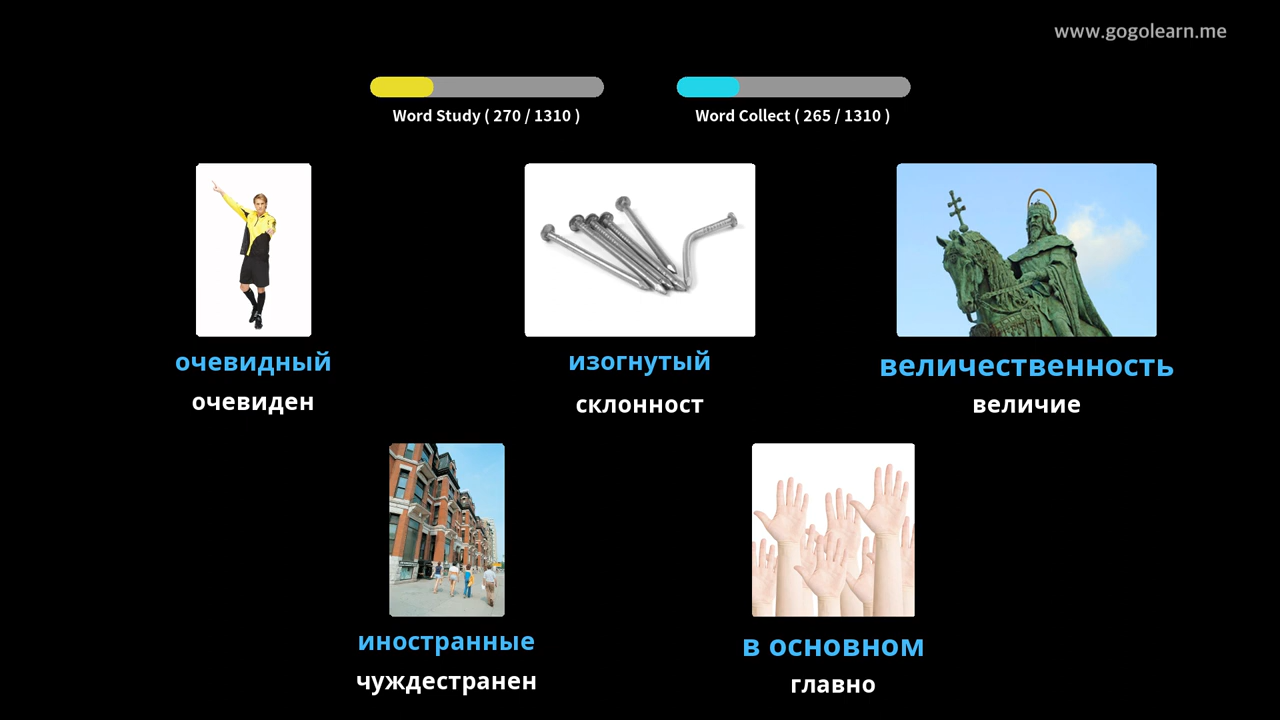 www.gogolearn.me
Word Study ( 270 / 1310 )
Word Collect ( 265 / 1310 )
очевидный
очевиден
изогнутый
склонност
величественность
величие
иностранные
чуждестранен
в основном
главно